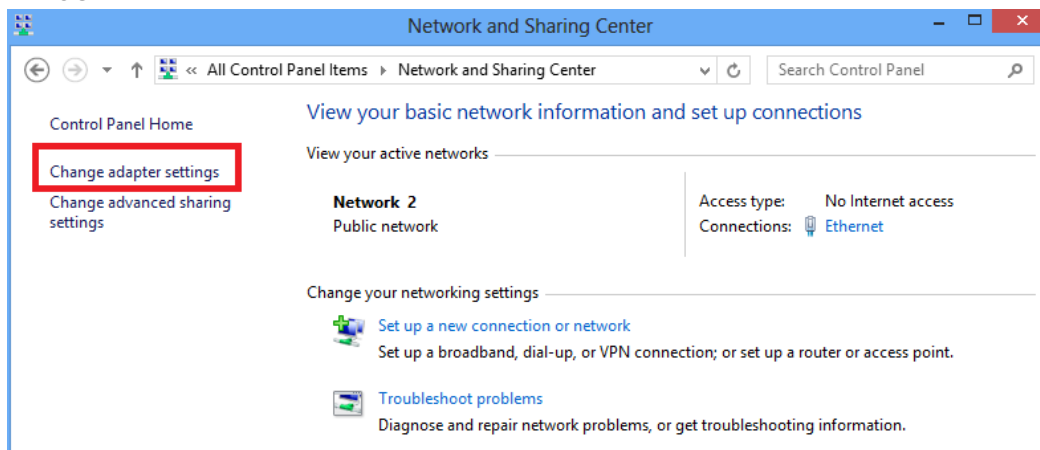 Network and Sharing Center
« All Control Panel Items Network and Sharing Center
Search Control Panel
Control Panel Home
Change adapter settings
Change advanced sharing
settings
View your basic network information and set up connections
View your active networks
Network 2
Public network
Access type: No Internet access
Connections: Ethernet
Change your networking settings
Set up a new connection or network
Set up a broadband, dial-up, or VPN connection; or set up a router or access point.
Troubleshoot problems
Diagnose and repair network problems, or get troubleshooting information.